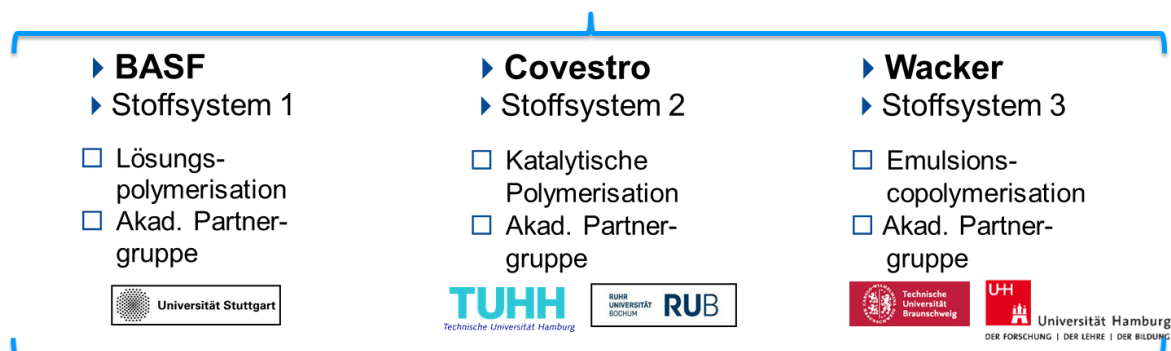 BASF
Stoffsystem 1
Lösungs-
polymerisation
Akad. Partner-
gruppe
Universität Stuttgart
Covestro
Stoffsystem 2
Katalytische
Polymerisation
Akad. Partner-
gruppe
TUHH
Technische Universität Hamburg
RUHR
UNIVERSITÄT
BOCHUM
RUB
Wacker
Stoffsystem 3
Emulsions-
copolymerisation
Akad. Partner-
gruppe
Technische
Universität
Braunschweig
UHH
Universität Hamburg
DER FORSCHUNG | DER LEHRE | DER BILDUNG